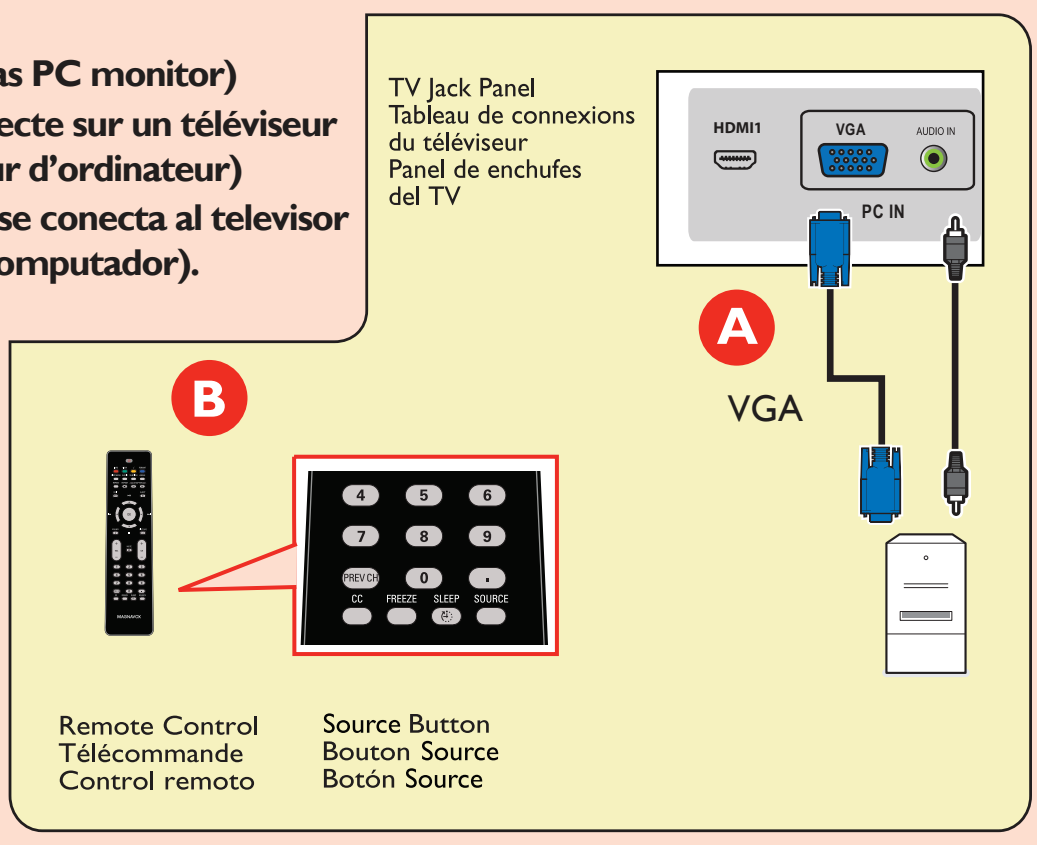 as PC monitor)
ecte sur un téléviseur
ur d'ordinateur)
se conecta al televisor
omputador).
TV Jack Panel
Tableau de connexions
du téléviseur
Panel de enchufes
del TV
HDMI1
VGA
AUDIO IN
PC IN
A
VGA
B
4 5 6
7 8 9
PREV CH 0 .
CC FREEZE SLEEP SOURCE
MAGNAVOX
Remote Control
Télécommande
Control remoto
Source Button
Bouton Source
Botón Source